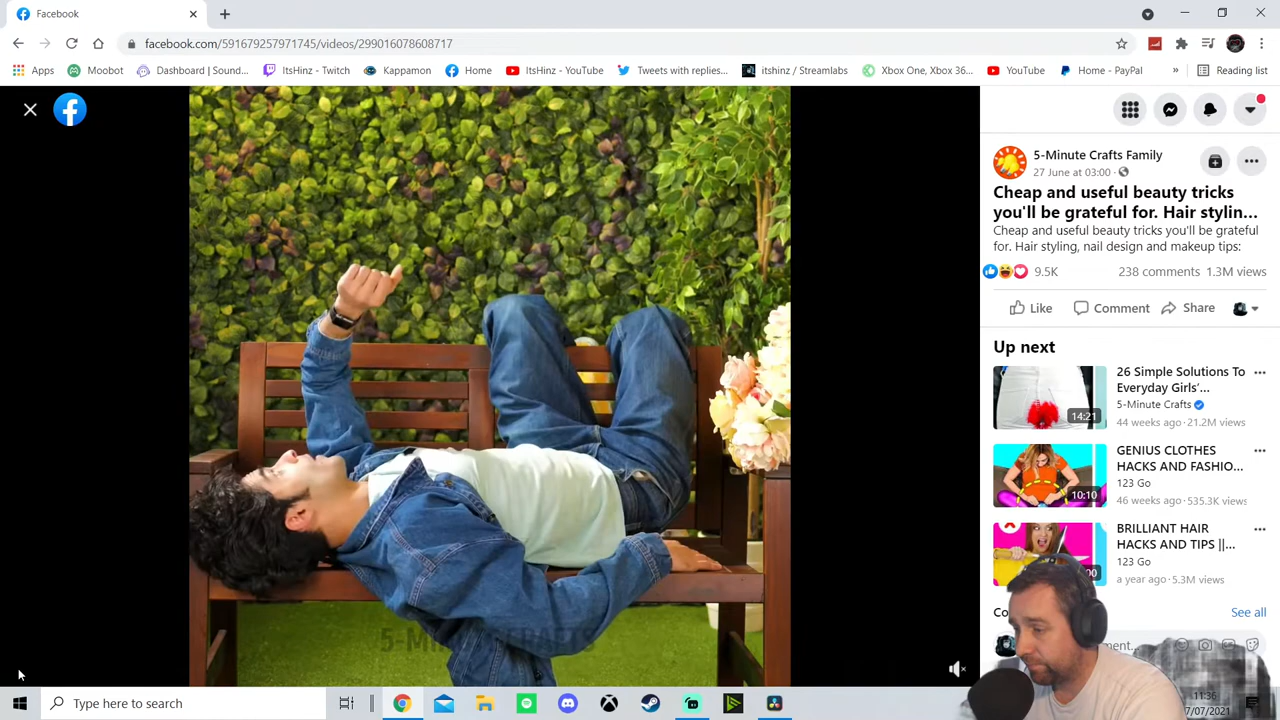 Facebook
facebook.com/591679257971745/videos/299016078608717
Apps
Moobot
Dashboard | Sound...
ItsHinz - Twitch
Kappamon
Home
ItsHinz - YouTube
Tweets with replies...
itshinz / Streamlabs
Xbox One, Xbox 36...
YouTube
Home - PayPal
»
Reading list
5-Minute Crafts Family
27 June at 03:00 ·
Cheap and useful beauty tricks
you'll be grateful for. Hair stylin...
Cheap and useful beauty tricks you'll be grateful
for. Hair styling, nail design and makeup tips:
9.5K
238 comments 1.3M views
Like
Comment
Share
Up next
26 Simple Solutions To
Everyday Girls'...
5-Minute Crafts
44 weeks ago · 21.2M views
14:21
GENIUS CLOTHES
HACKS AND FASHIO...
123 Go
46 weeks ago · 535.3K views
10:10
BRILLIANT HAIR
HACKS AND TIPS ||...
123 Go
a year ago · 5.3M views
See all
Type here to search
11:36